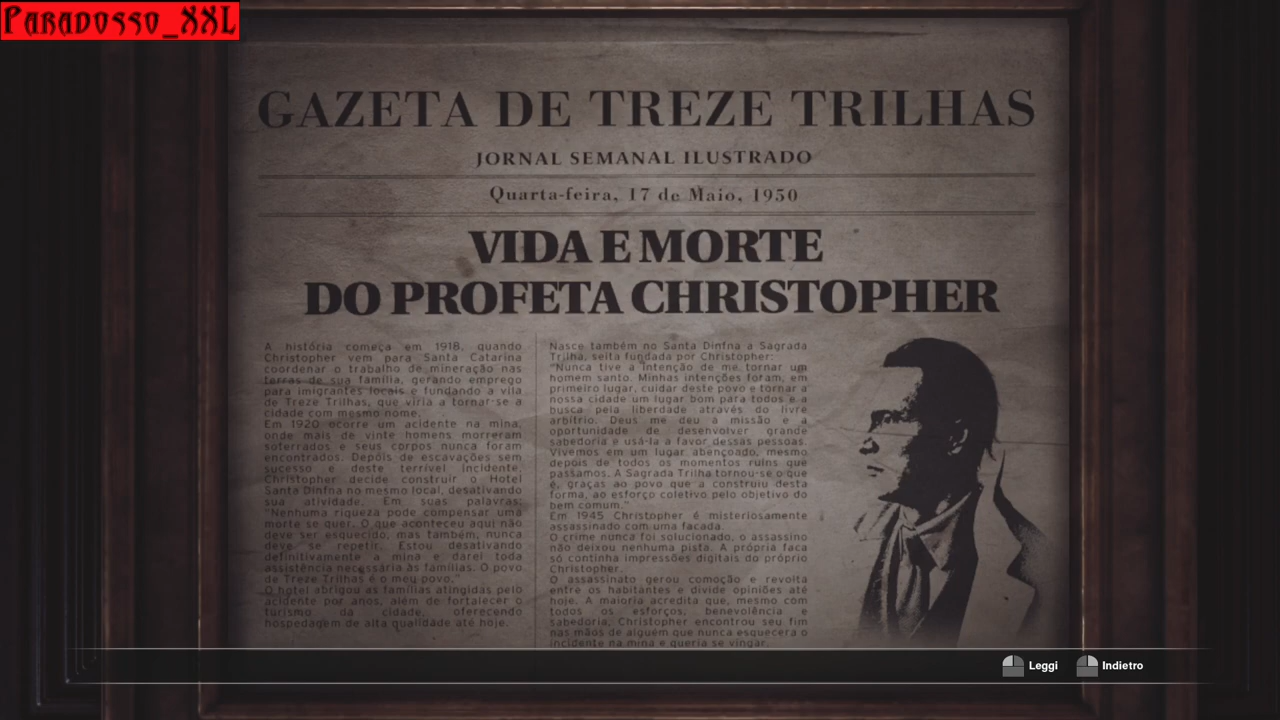 Paradosso_XXL
GAZETA DE TREZE TRILHAS
JORNAL SEMANAL ILUSTRADO
Quarta-feira, 17 de Maio, 1950
VIDA E MORTE
DO PROFETA CHRISTOPHER
A história começa em 1918, quando
Christopher vem para Santa Catarina
coordenar o trabalho de mineração nas
terras de sua família, gerando emprego
para imigrantes locais e fundando a vila
de Treze Trilhas, que viria a tornar-se a
cidade com mesmo nome.
Em 1920 ocorre um acidente na mina,
onde mais de vinte homens morreram
soterrados e seus corpos nunca foram
encontrados. Depois de escavações sem
sucesso e deste terrível incidente,
Christopher decide construir o Hotel
Santa Dinfna no mesmo local, desativando
sua atividade. Em suas palavras:
"Nenhuma riqueza pode compensar uma
morte se quer. O que aconteceu aqui não
deve ser esquecido, mas também, nunca
deve se repetir. Estou desativando
definitivamente a mina e darei toda
assistência necessária às famílias. O povo
de Treze Trilhas é o meu povo."
O hotel abrigou as famílias atingidas pelo
acidente por anos, além de fortalecer o
turismo da cidade, oferecendo
hospedagem de alta qualidade até hoje.
Nasce também no Santa Dinfna a Sagrada
Trilha, seita fundada por Christopher:
"Nunca tive a intenção de me tornar um
homem santo. Minhas intenções foram, em
primeiro lugar, cuidar deste povo e tornar a
nossa cidade um lugar bom para todos e a
busca pela liberdade através do livre
arbítrio. Deus me deu a missão e a
oportunidade de desenvolver grande
sabedoria e usá-la a favor dessas pessoas.
Vivemos em um lugar abençoado, mesmo
depois de todos os momentos ruins que
passamos. A Sagrada Trilha tornou-se o que
é, graças ao povo que a construiu desta
forma, ao esforço coletivo pelo objetivo do
bem comum."
Em 1945 Christopher é misteriosamente
assassinado com uma facada.
O crime nunca foi solucionado, o assassino
não deixou nenhuma pista. A própria faca
só continha impressões digitais do próprio
Christopher.
O assassinato gerou comoção e revolta
entre os habitantes e divide opiniões até
hoje. A maioria acredita que, mesmo com
todos os esforços, benevolência e
sabedoria, Christopher encontrou seu fim
nas mãos de alguém que nunca esquecera o
incidente na mina e queria se vingar.
Leggi
Indietro